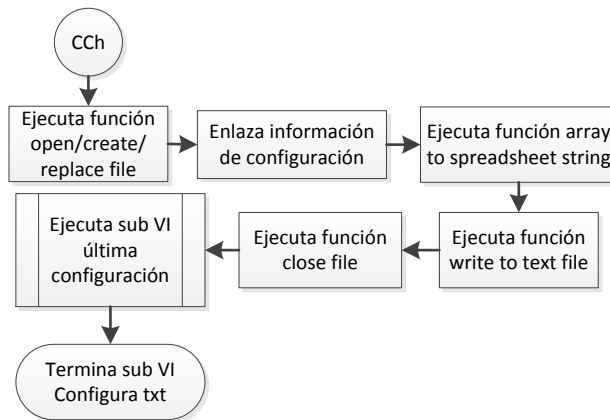 CCh
Ejecuta función
open/create/
replace file
Enlaza información
de configuración
Ejecuta función array
to spreadsheet string
Ejecuta función
write to text file
Ejecuta función
close file
Ejecuta sub VI
última
configuración
Termina sub VI
Configura txt